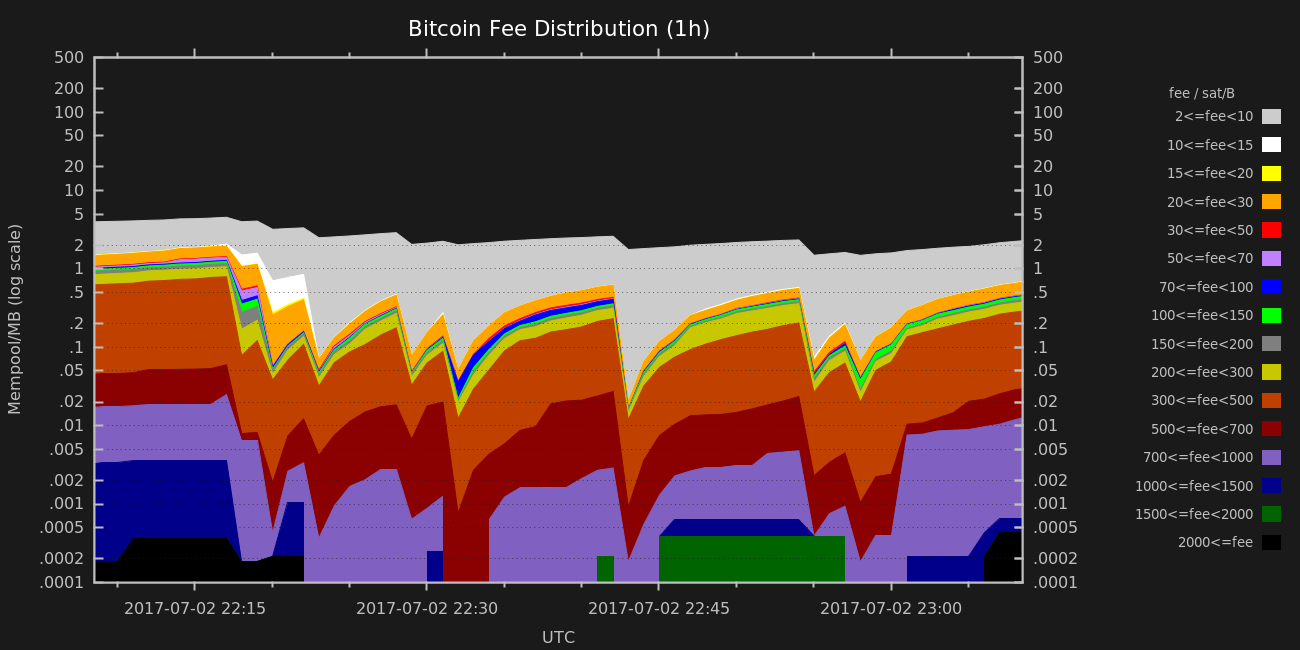 Bitcoin Fee Distribution (1h)
500 500
200 200
100 100
50 50
20 20
10 10
5 5
2 2
1 1
.5 .5
.2 .2
.1 .1
.05 .05
.02 .02
.01 .01
.005 .005
.002 .002
.001 .001
.0005 .0005
.0002 .0002
.0001 .0001
Mempool/MB (log scale)
2017-07-02 22:15 2017-07-02 22:30 2017-07-02 22:45 2017-07-02 23:00
UTC
fee / sat/B
2<=fee<10
10<=fee<15
15<=fee<20
20<=fee<30
30<=fee<50
50<=fee<70
70<=fee<100
100<=fee<150
150<=fee<200
200<=fee<300
300<=fee<500
500<=fee<700
700<=fee<1000
1000<=fee<1500
1500<=fee<2000
2000<=fee